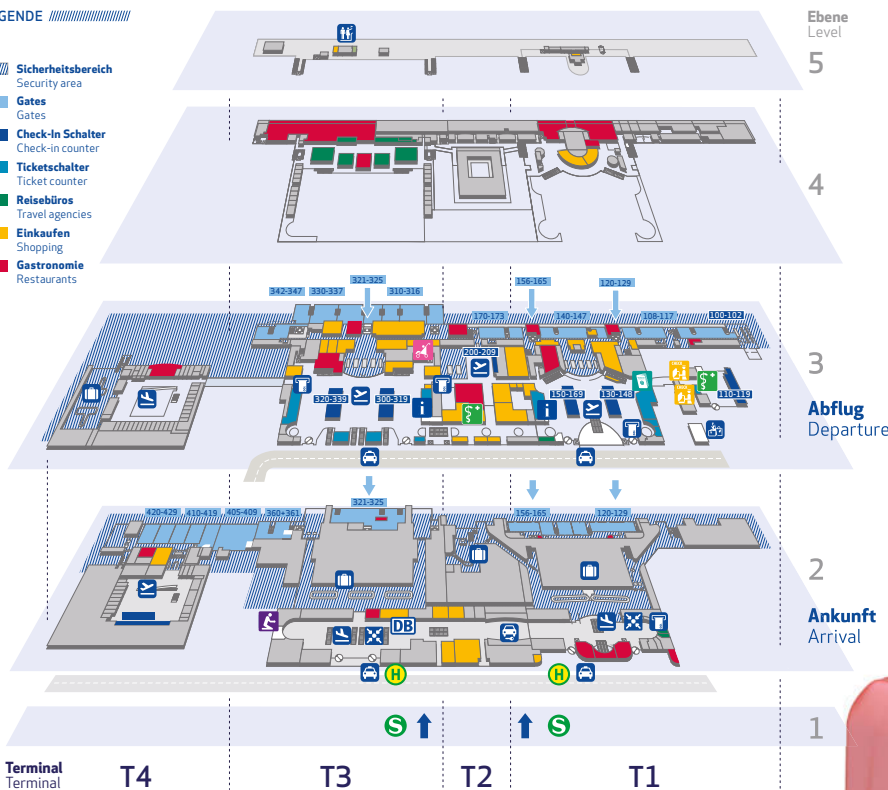 GENDE
Sicherheitsbereich
Security area
Gates
Gates
Check-In Schalter
Check-in counter
Ticketschalter
Ticket counter
Reisebüros
Travel agencies
Einkaufen
Shopping
Gastronomie
Restaurants
Ebene
Level
5
4
321-325
342-347 330-337 310-316
156-165 120-129
170-173 140-147 108-117 100-102
200-209
320-339 300-319 150-169 130-148 110-119
3
Abflug
Departure
321-325
420-429 410-419 405-409 360+361 156-165 120-129
2
Ankunft
Arrival
DB
H H
S S
1
Terminal
Terminal
T4 T3 T2 T1